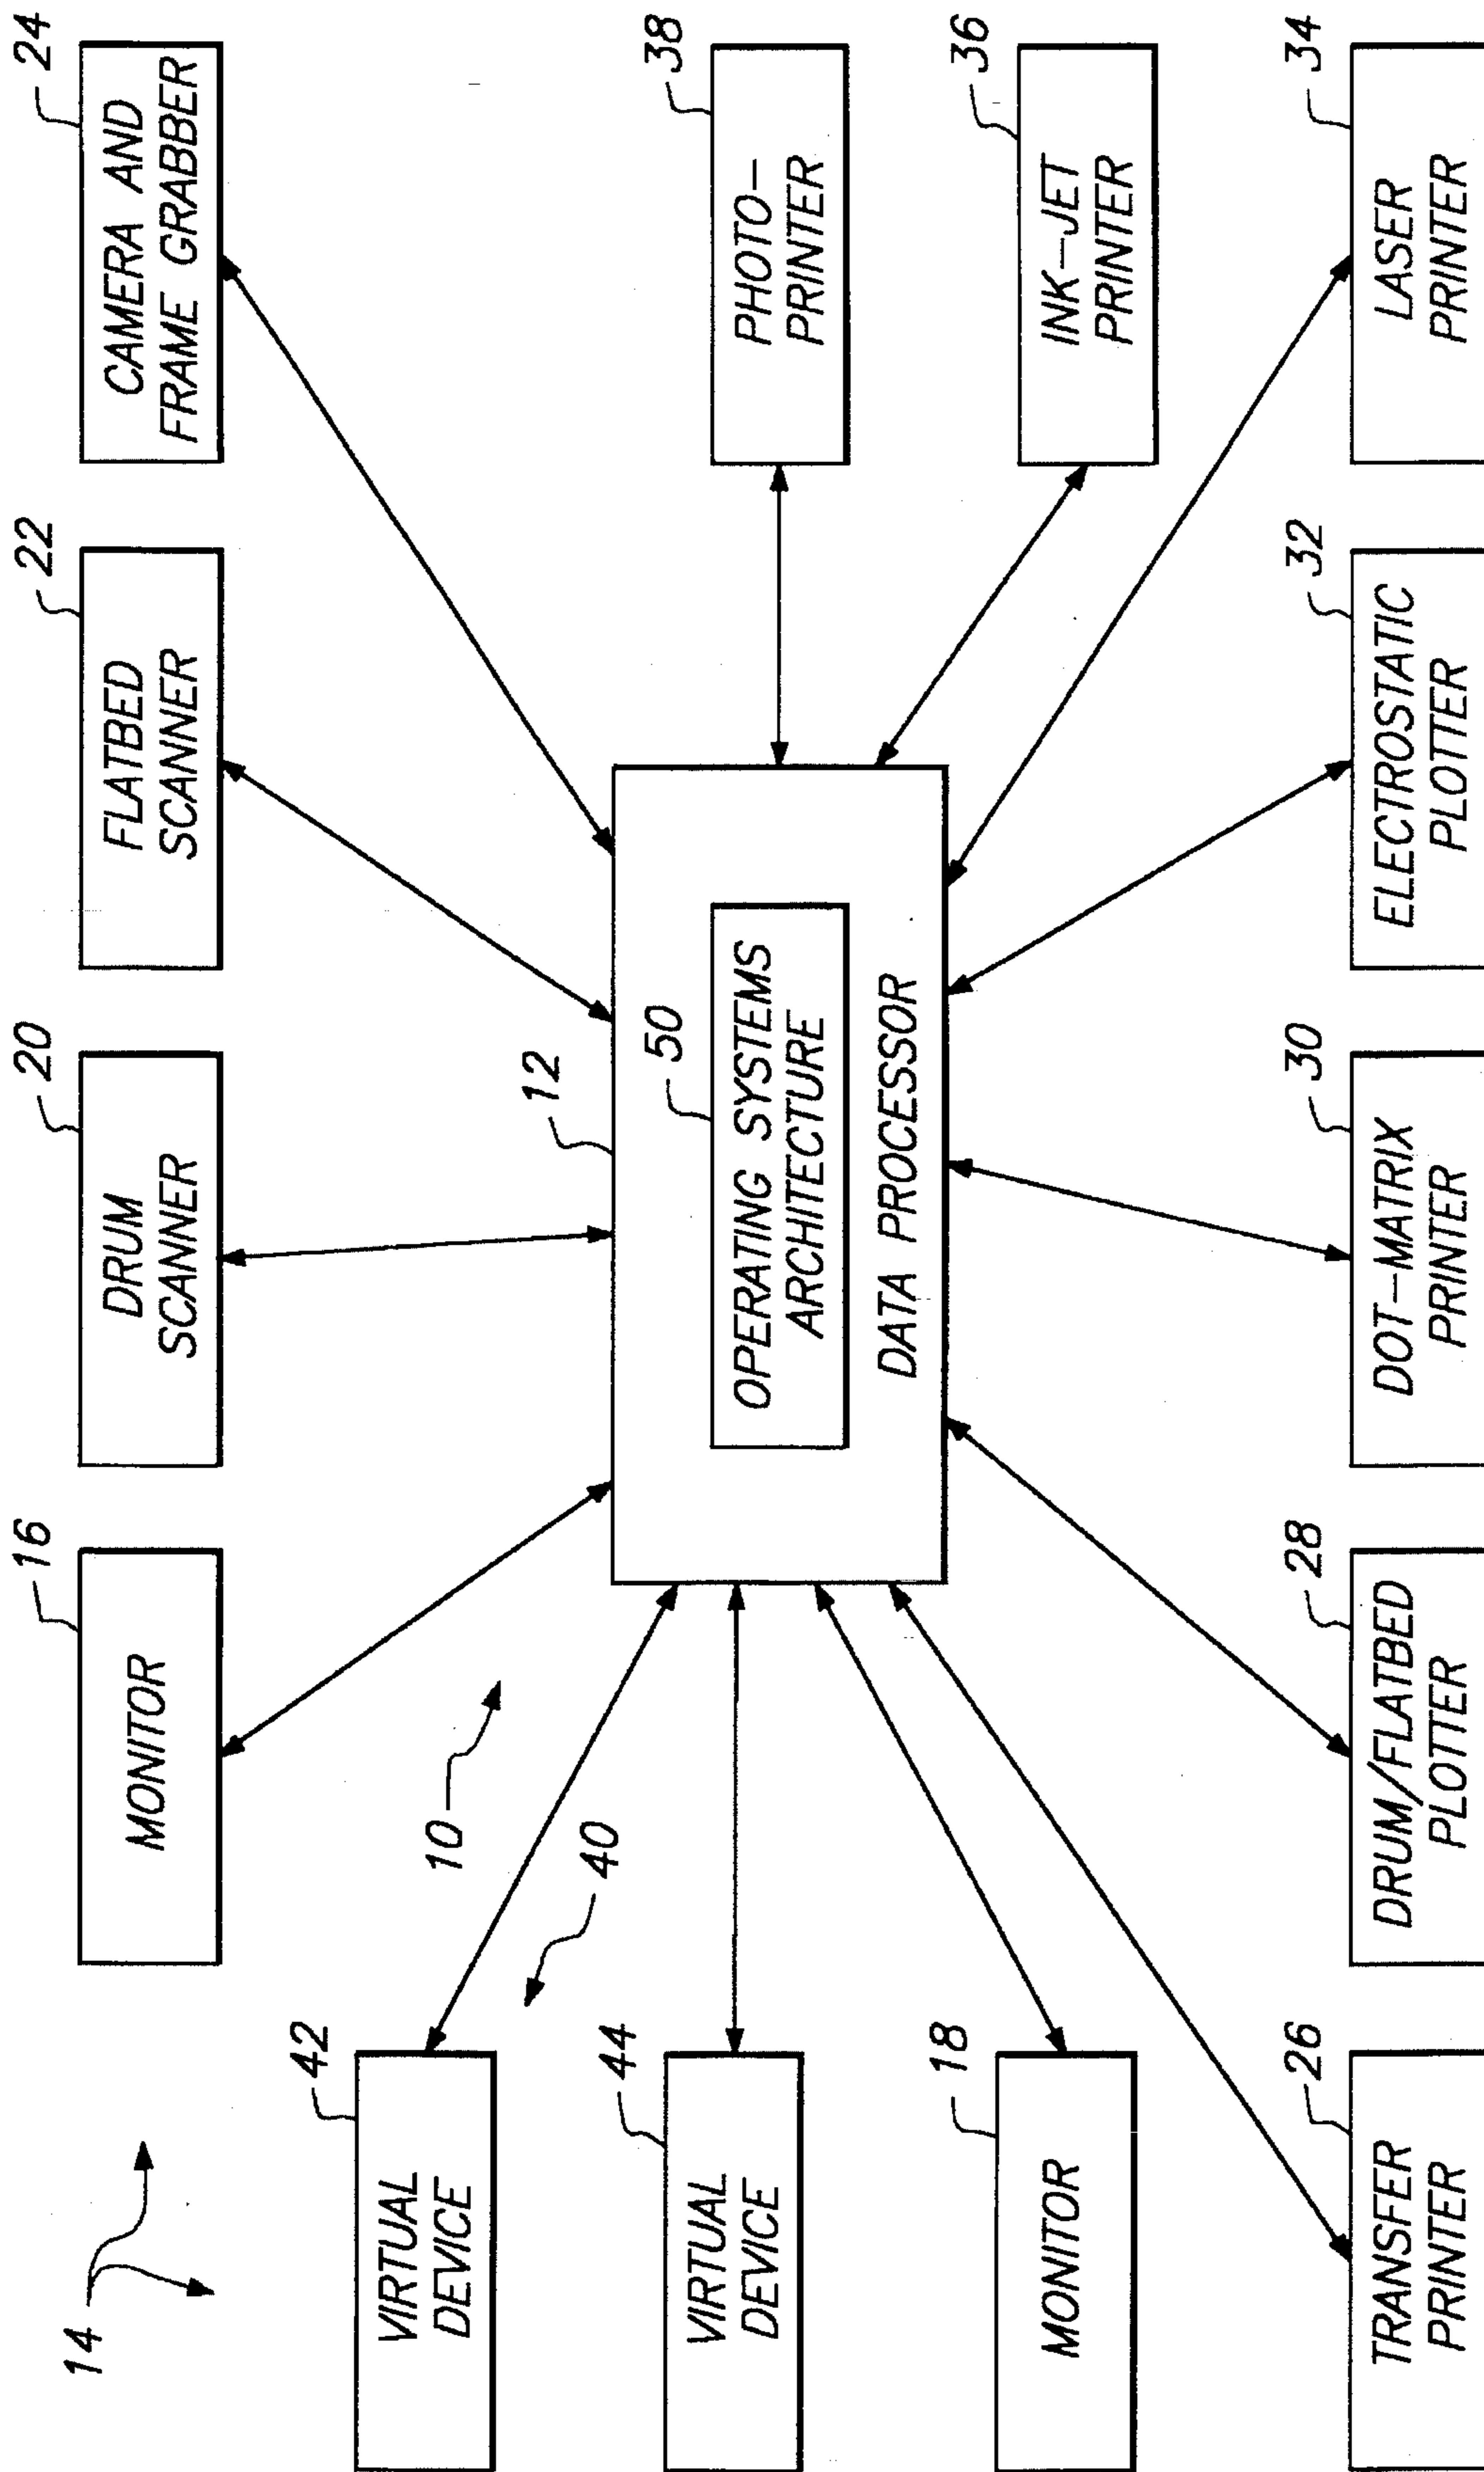 14
16
MONITOR
20
DRUM
SCANNER
22
FLATBED
SCANNER
24
CAMERA AND
FRAME GRABBER
42
VIRTUAL
DEVICE
44
VIRTUAL
DEVICE
18
MONITOR
10
40
12
50
OPERATING SYSTEMS
ARCHITECTURE
DATA PROCESSOR
38
PHOTO-
PRINTER
36
INK-JET
PRINTER
26
TRANSFER
PRINTER
28
DRUM/FLATBED
PLOTTER
30
DOT-MATRIX
PRINTER
32
ELECTROSTATIC
PLOTTER
34
LASER
PRINTER